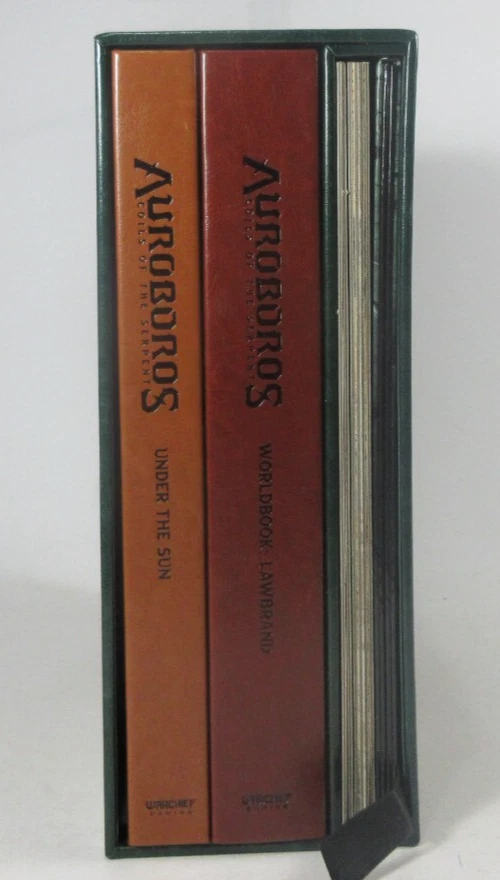 AUROBOROS
COILS OF THE SERPENT
UNDER THE SUN
WARCHIEF
GAMING
AUROBOROS
COILS OF THE SERPENT
WORLDBOOK: LAWBRAND
WARCHIEF
GAMING